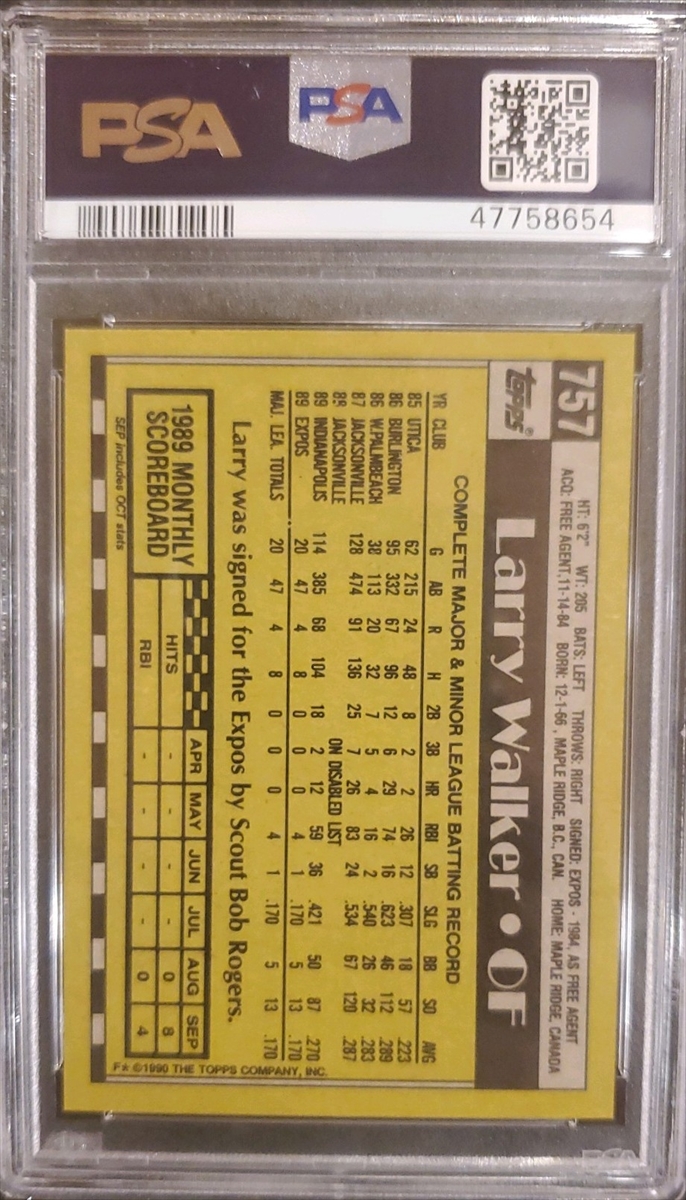 PSA PSA
47758654
757
Topps®
HT: 6'2" WT: 205 BATS: LEFT THROWS: RIGHT SIGNED: EXPOS - 1984, AS FREE AGENT
ACQ: FREE AGENT, 11-14-84 BORN: 12-1-66, MAPLE RIDGE, B.C., CAN. HOME: MAPLE RIDGE, CANADA
Larry Walker • OF
COMPLETE MAJOR & MINOR LEAGUE BATTING RECORD
YR CLUB G AB R H 2B 3B HR RBI SB SLG BB SO AVG
85 UTICA 62 215 24 48 8 2 2 26 12 .307 18 57 .223
86 BURLINGTON 95 332 67 96 12 6 29 74 16 .623 46 112 .289
86 W.PALM BEACH 38 113 20 32 7 5 4 16 2 .540 26 32 .283
87 JACKSONVILLE 128 474 91 136 25 7 26 83 24 .534 67 120 .287
88 JACKSONVILLE ON DISABLED LIST
89 INDIANAPOLIS 114 385 68 104 18 2 12 59 36 .421 50 87 .270
89 EXPOS 20 47 4 8 0 0 0 4 1 .170 5 13 .170
MAJ. LEA. TOTALS 20 47 4 8 0 0 0 4 1 .170 5 13 .170
Larry was signed for the Expos by Scout Bob Rogers.
1989 MONTHLY
SCOREBOARD
APR MAY JUN JUL AUG SEP
HITS - - - - 0 8
RBI - - - - 0 4
SEP includes OCT stats
F* ©1990 THE TOPPS COMPANY, INC.
PSA